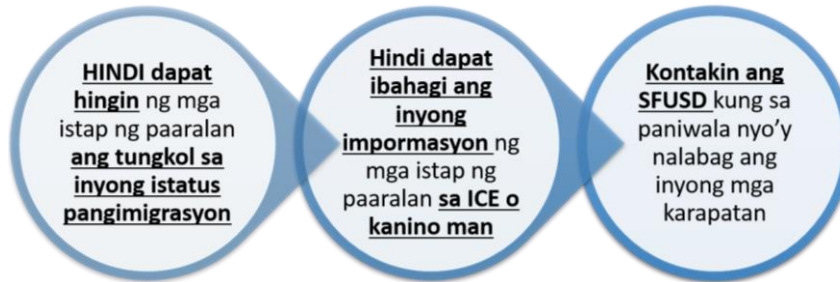 HINDI dapat
hingin ng mga
istap ng paaralan
ang tungkol sa
inyong istatus
pangimigrasyon
Hindi dapat
ibahagi ang
inyong
impormasyon ng
mga istap ng
paaralan sa ICE o
kanino man
Kontakin ang
SFUSD kung sa
paniwala nyo'y
nalabag ang
inyong mga
karapatan